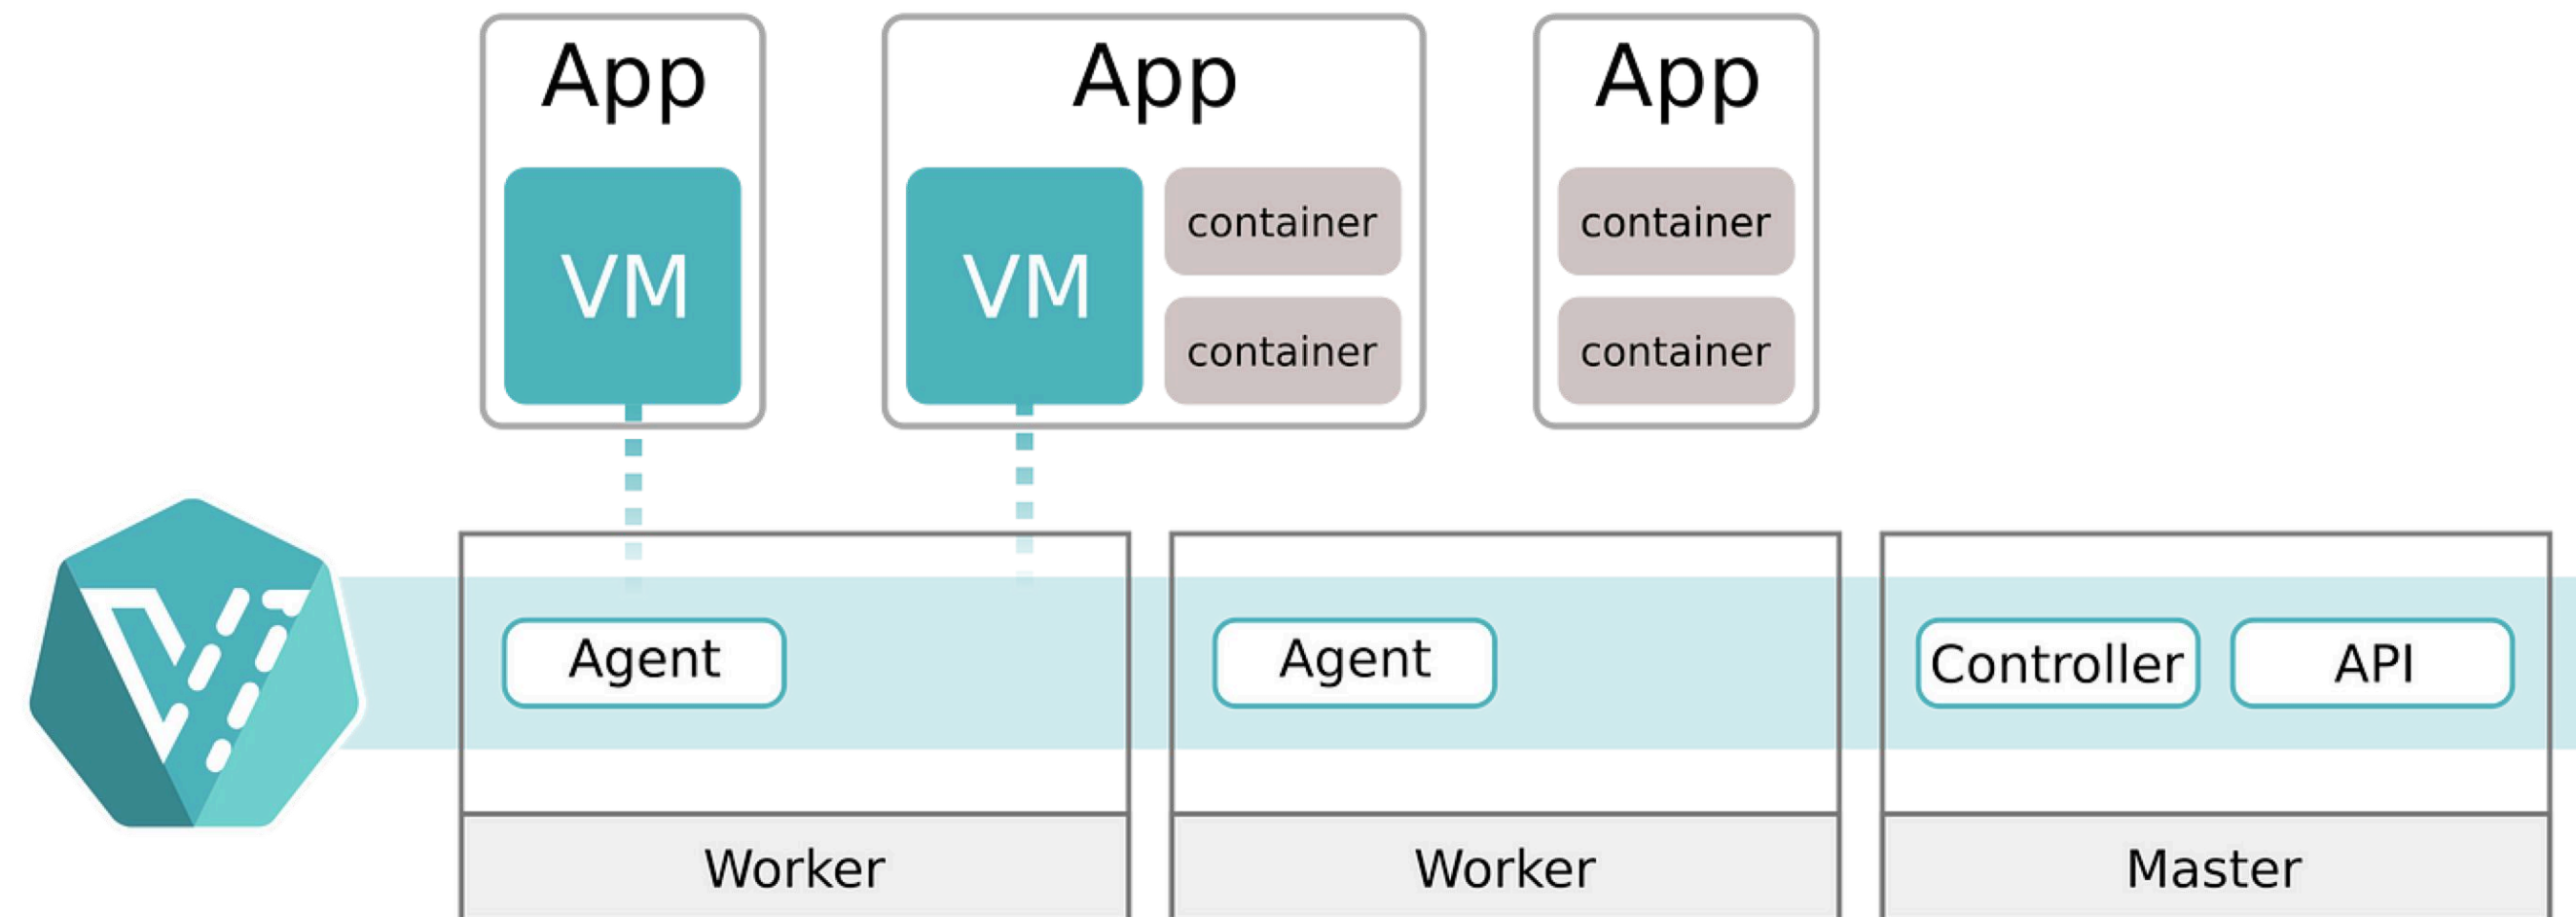 App
App
App
VM
VM
container
container
container
container
Agent
Agent
Controller
API
Worker
Worker
Master